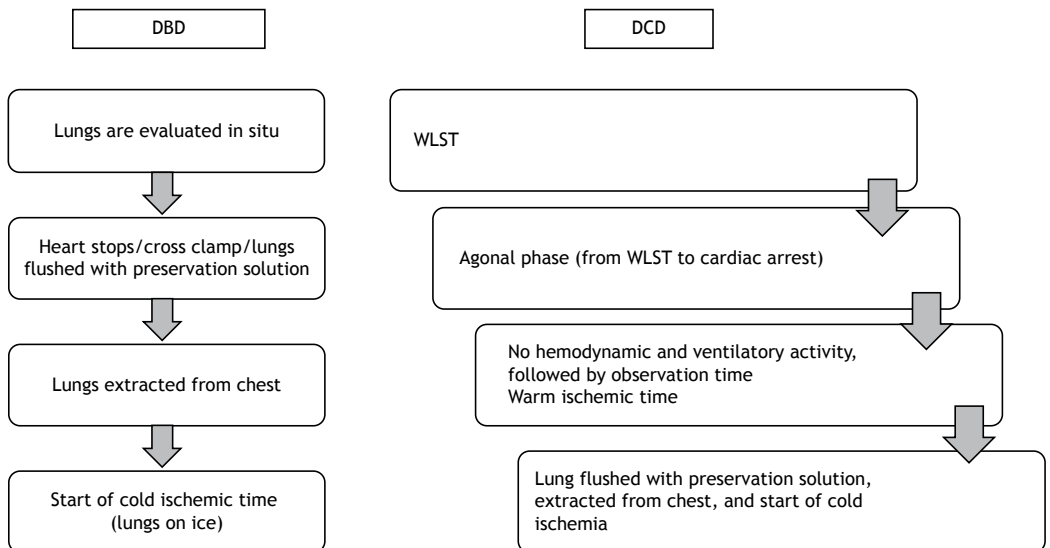 DBD
Lungs are evaluated in situ
Heart stops/cross clamp/lungs
flushed with preservation solution
Lungs extracted from chest
Start of cold ischemic time
(lungs on ice)
DCD
WLST
Agonal phase (from WLST to cardiac arrest)
No hemodynamic and ventilatory activity,
followed by observation time
Warm ischemic time
Lung flushed with preservation solution,
extracted from chest, and start of cold
ischemia